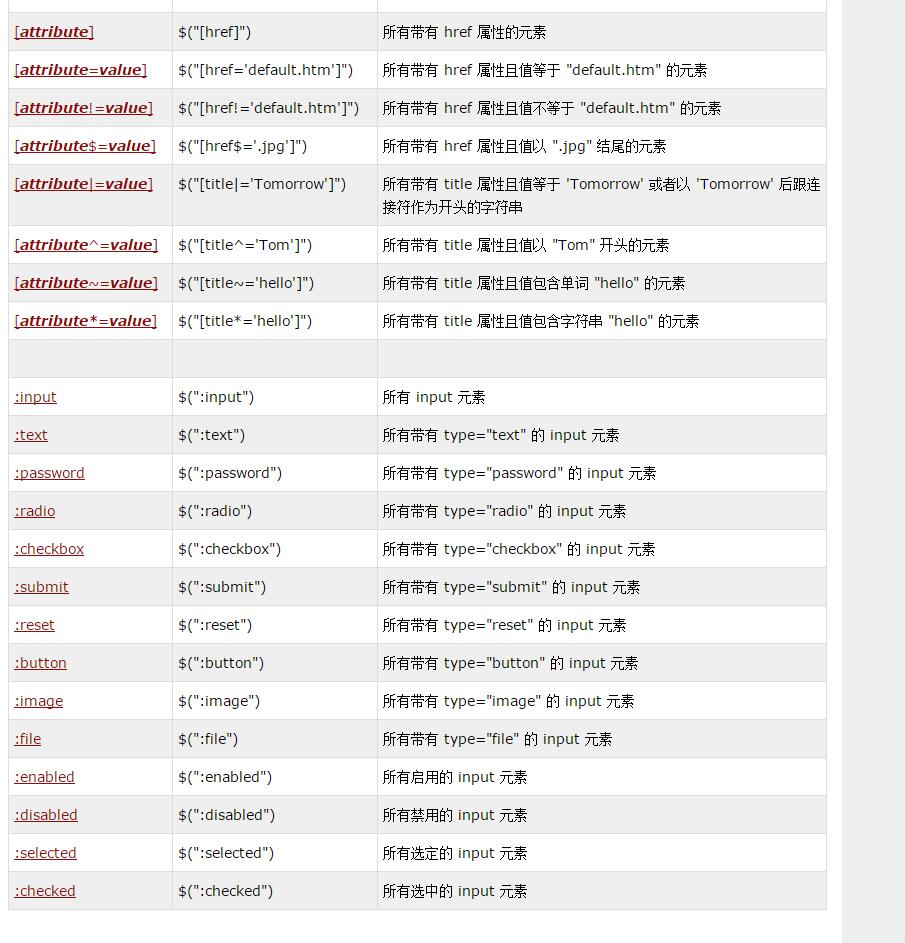 [attribute] $("[href]") 所有带有 href 属性的元素
[attribute=value] $("[href='default.htm']") 所有带有 href 属性且值等于 "default.htm" 的元素
[attribute!=value] $("[href!='default.htm']") 所有带有 href 属性且值不等于 "default.htm" 的元素
[attribute$=value] $("[href$='.jpg']") 所有带有 href 属性且值以 ".jpg" 结尾的元素
[attribute|=value] $("[title|='Tomorrow']") 所有带有 title 属性且值等于 'Tomorrow' 或者以 'Tomorrow' 后跟连
接符作为开头的字符串
[attribute^=value] $("[title^='Tom']") 所有带有 title 属性且值以 "Tom" 开头的元素
[attribute~=value] $("[title~='hello']") 所有带有 title 属性且值包含单词 "hello" 的元素
[attribute*=value] $("[title*='hello']") 所有带有 title 属性且值包含字符串 "hello" 的元素
:input $(":input") 所有 input 元素
:text $(":text") 所有带有 type="text" 的 input 元素
:password $(":password") 所有带有 type="password" 的 input 元素
:radio $(":radio") 所有带有 type="radio" 的 input 元素
:checkbox $(":checkbox") 所有带有 type="checkbox" 的 input 元素
:submit $(":submit") 所有带有 type="submit" 的 input 元素
:reset $(":reset") 所有带有 type="reset" 的 input 元素
:button $(":button") 所有带有 type="button" 的 input 元素
:image $(":image") 所有带有 type="image" 的 input 元素
:file $(":file") 所有带有 type="file" 的 input 元素
:enabled $(":enabled") 所有启用的 input 元素
:disabled $(":disabled") 所有禁用的 input 元素
:selected $(":selected") 所有选定的 input 元素
:checked $(":checked") 所有选中的 input 元素